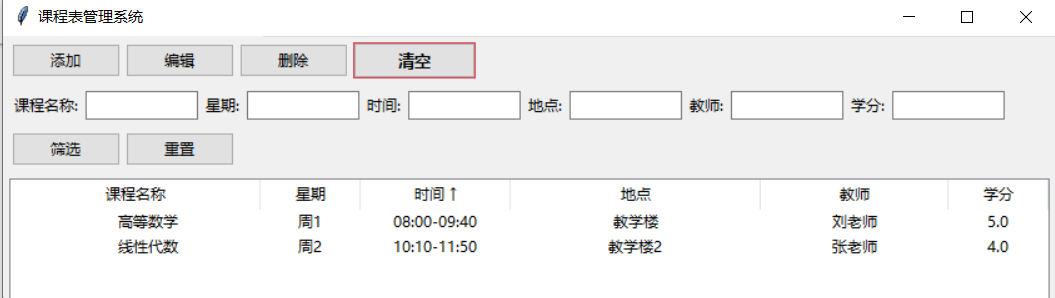 课程表管理系统
添加 编辑 删除 清空
课程名称: 星期: 时间: 地点: 教师: 学分:
筛选 重置
课程名称 星期 时间↑ 地点 教师 学分
高等数学 周1 08:00-09:40 教学楼 刘老师 5.0
线性代数 周2 10:10-11:50 教学楼2 张老师 4.0